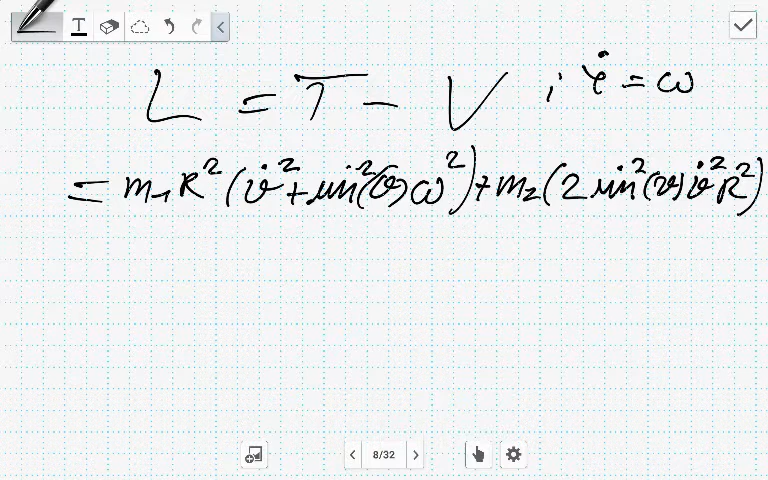 T
L = T - V ; φ̇ = ω
= m₁R²(ϑ̇² + sin²(ϑ)ω²) + m₂(2 sin²(ϑ)ϑ̇²R²)
8/32